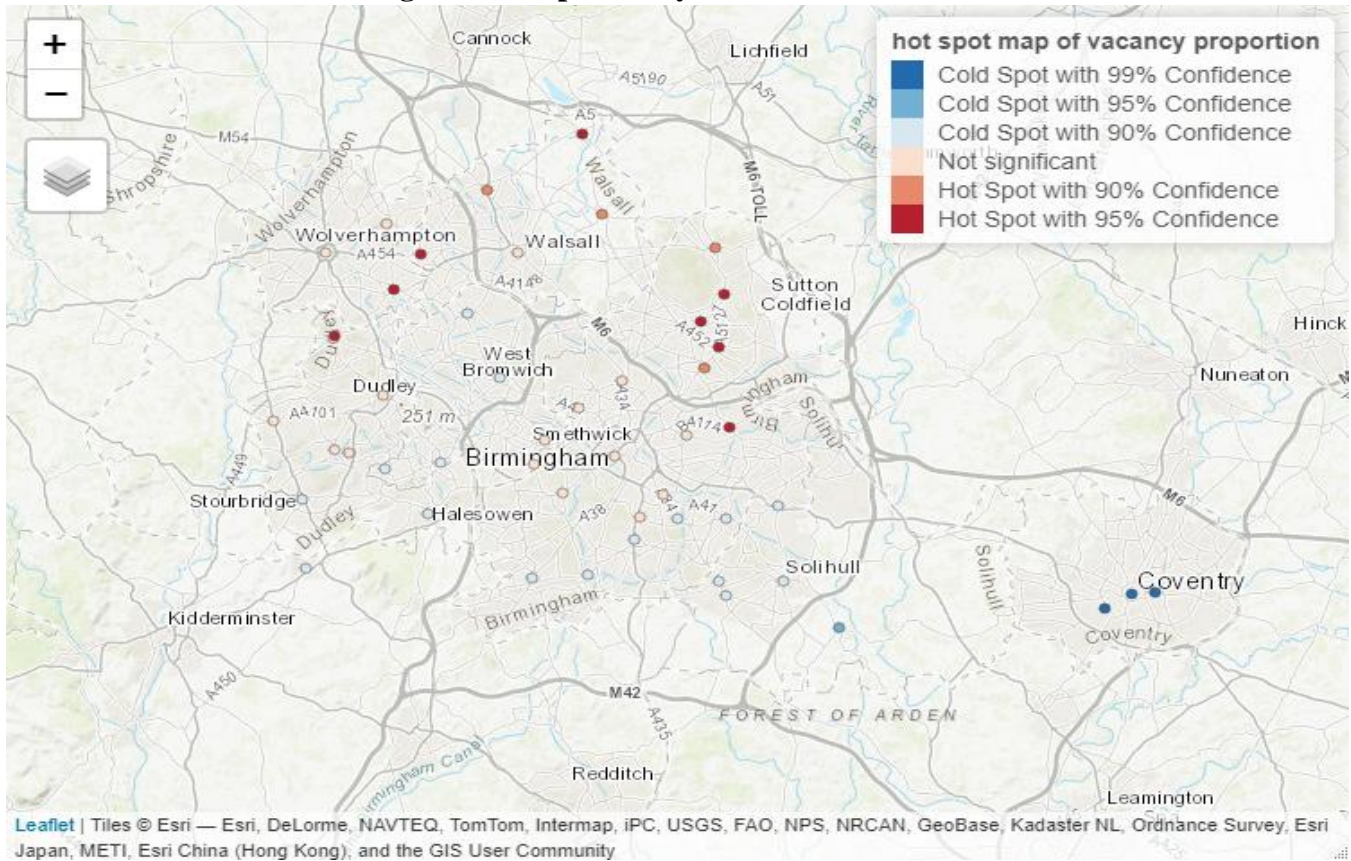 +
−
hot spot map of vacancy proportion
Cold Spot with 99% Confidence
Cold Spot with 95% Confidence
Cold Spot with 90% Confidence
Not significant
Hot Spot with 90% Confidence
Hot Spot with 95% Confidence
Cannock
Lichfield
A5190
A51
A5
M54
M6 TOLL
Shropshire
Wolverhampton
Walsall
Wolverhampton
A454
Walsall
A4148
Sutton
Coldfield
A5127
A452
M6
Dudley
Hinck
West
Bromwich
Nuneaton
Dudley
A34
251 m
Smethwick
Solihull
Birmingham
A449
Stourbridge
M6
Halesowen
A38
A41
Dudley
Solihull
Solihull
Coventry
Birmingham
Kidderminster
Coventry
A450
M42
A435
FOREST OF ARDEN
Redditch
Leamington
Leaflet | Tiles © Esri — Esri, DeLorme, NAVTEQ, TomTom, Intermap, iPC, USGS, FAO, NPS, NRCAN, GeoBase, Kadaster NL, Ordnance Survey, Esri
Japan, METI, Esri China (Hong Kong), and the GIS User Community